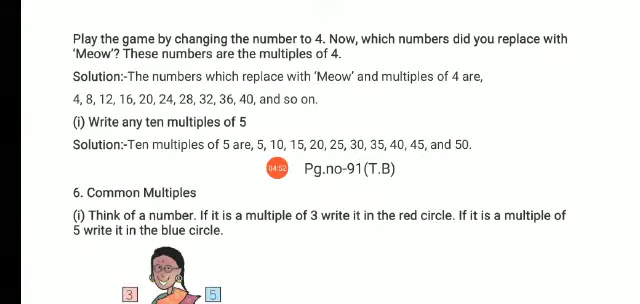 Play the game by changing the number to 4. Now, which numbers did you replace with
‘Meow’? These numbers are the multiples of 4.
Solution:-The numbers which replace with ‘Meow’ and multiples of 4 are,
4, 8, 12, 16, 20, 24, 28, 32, 36, 40, and so on.
(i) Write any ten multiples of 5
Solution:-Ten multiples of 5 are, 5, 10, 15, 20, 25, 30, 35, 40, 45, and 50.
04:52 Pg.no-91(T.B)
6. Common Multiples
(i) Think of a number. If it is a multiple of 3 write it in the red circle. If it is a multiple of
5 write it in the blue circle.
3 5